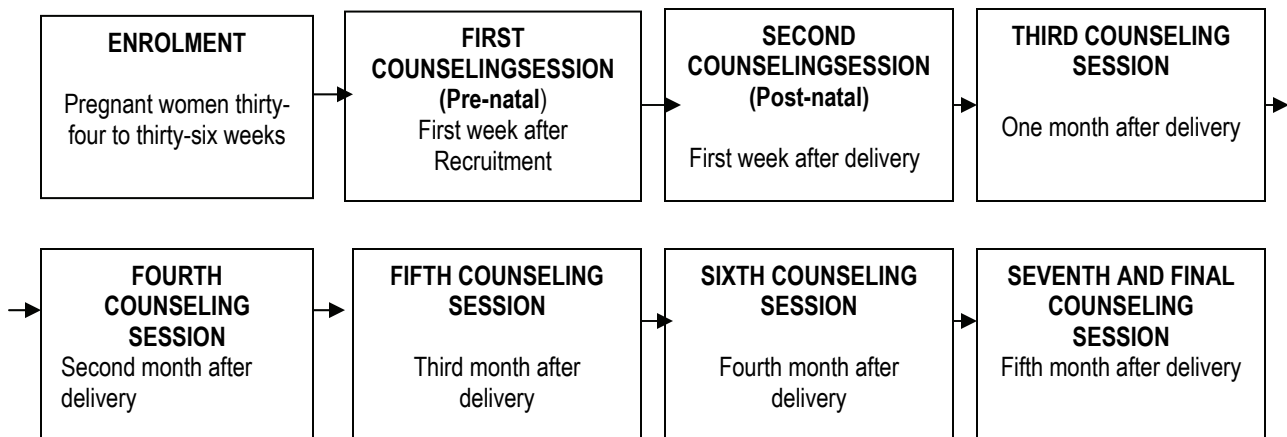 ENROLMENT
Pregnant women thirty-
four to thirty-six weeks
FIRST
COUNSELINGSESSION
(Pre-natal)
First week after
Recruitment
SECOND
COUNSELINGSESSION
(Post-natal)
First week after delivery
THIRD COUNSELING
SESSION
One month after delivery
FOURTH
COUNSELING
SESSION
Second month after
delivery
FIFTH COUNSELING
SESSION
Third month after
delivery
SIXTH COUNSELING
SESSION
Fourth month after
delivery
SEVENTH AND FINAL
COUNSELING
SESSION
Fifth month after delivery